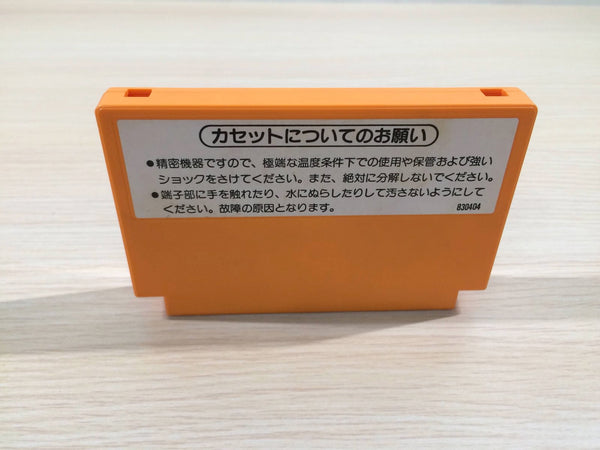 カセットについてのお願い
●精密機器ですので、極端な温度条件下での使用や保管および強い
ショックをさけてください。また、絶対に分解しないでください。
●端子部に手を触れたり、水にぬらしたりして汚さないようにして
ください。故障の原因となります。
830404